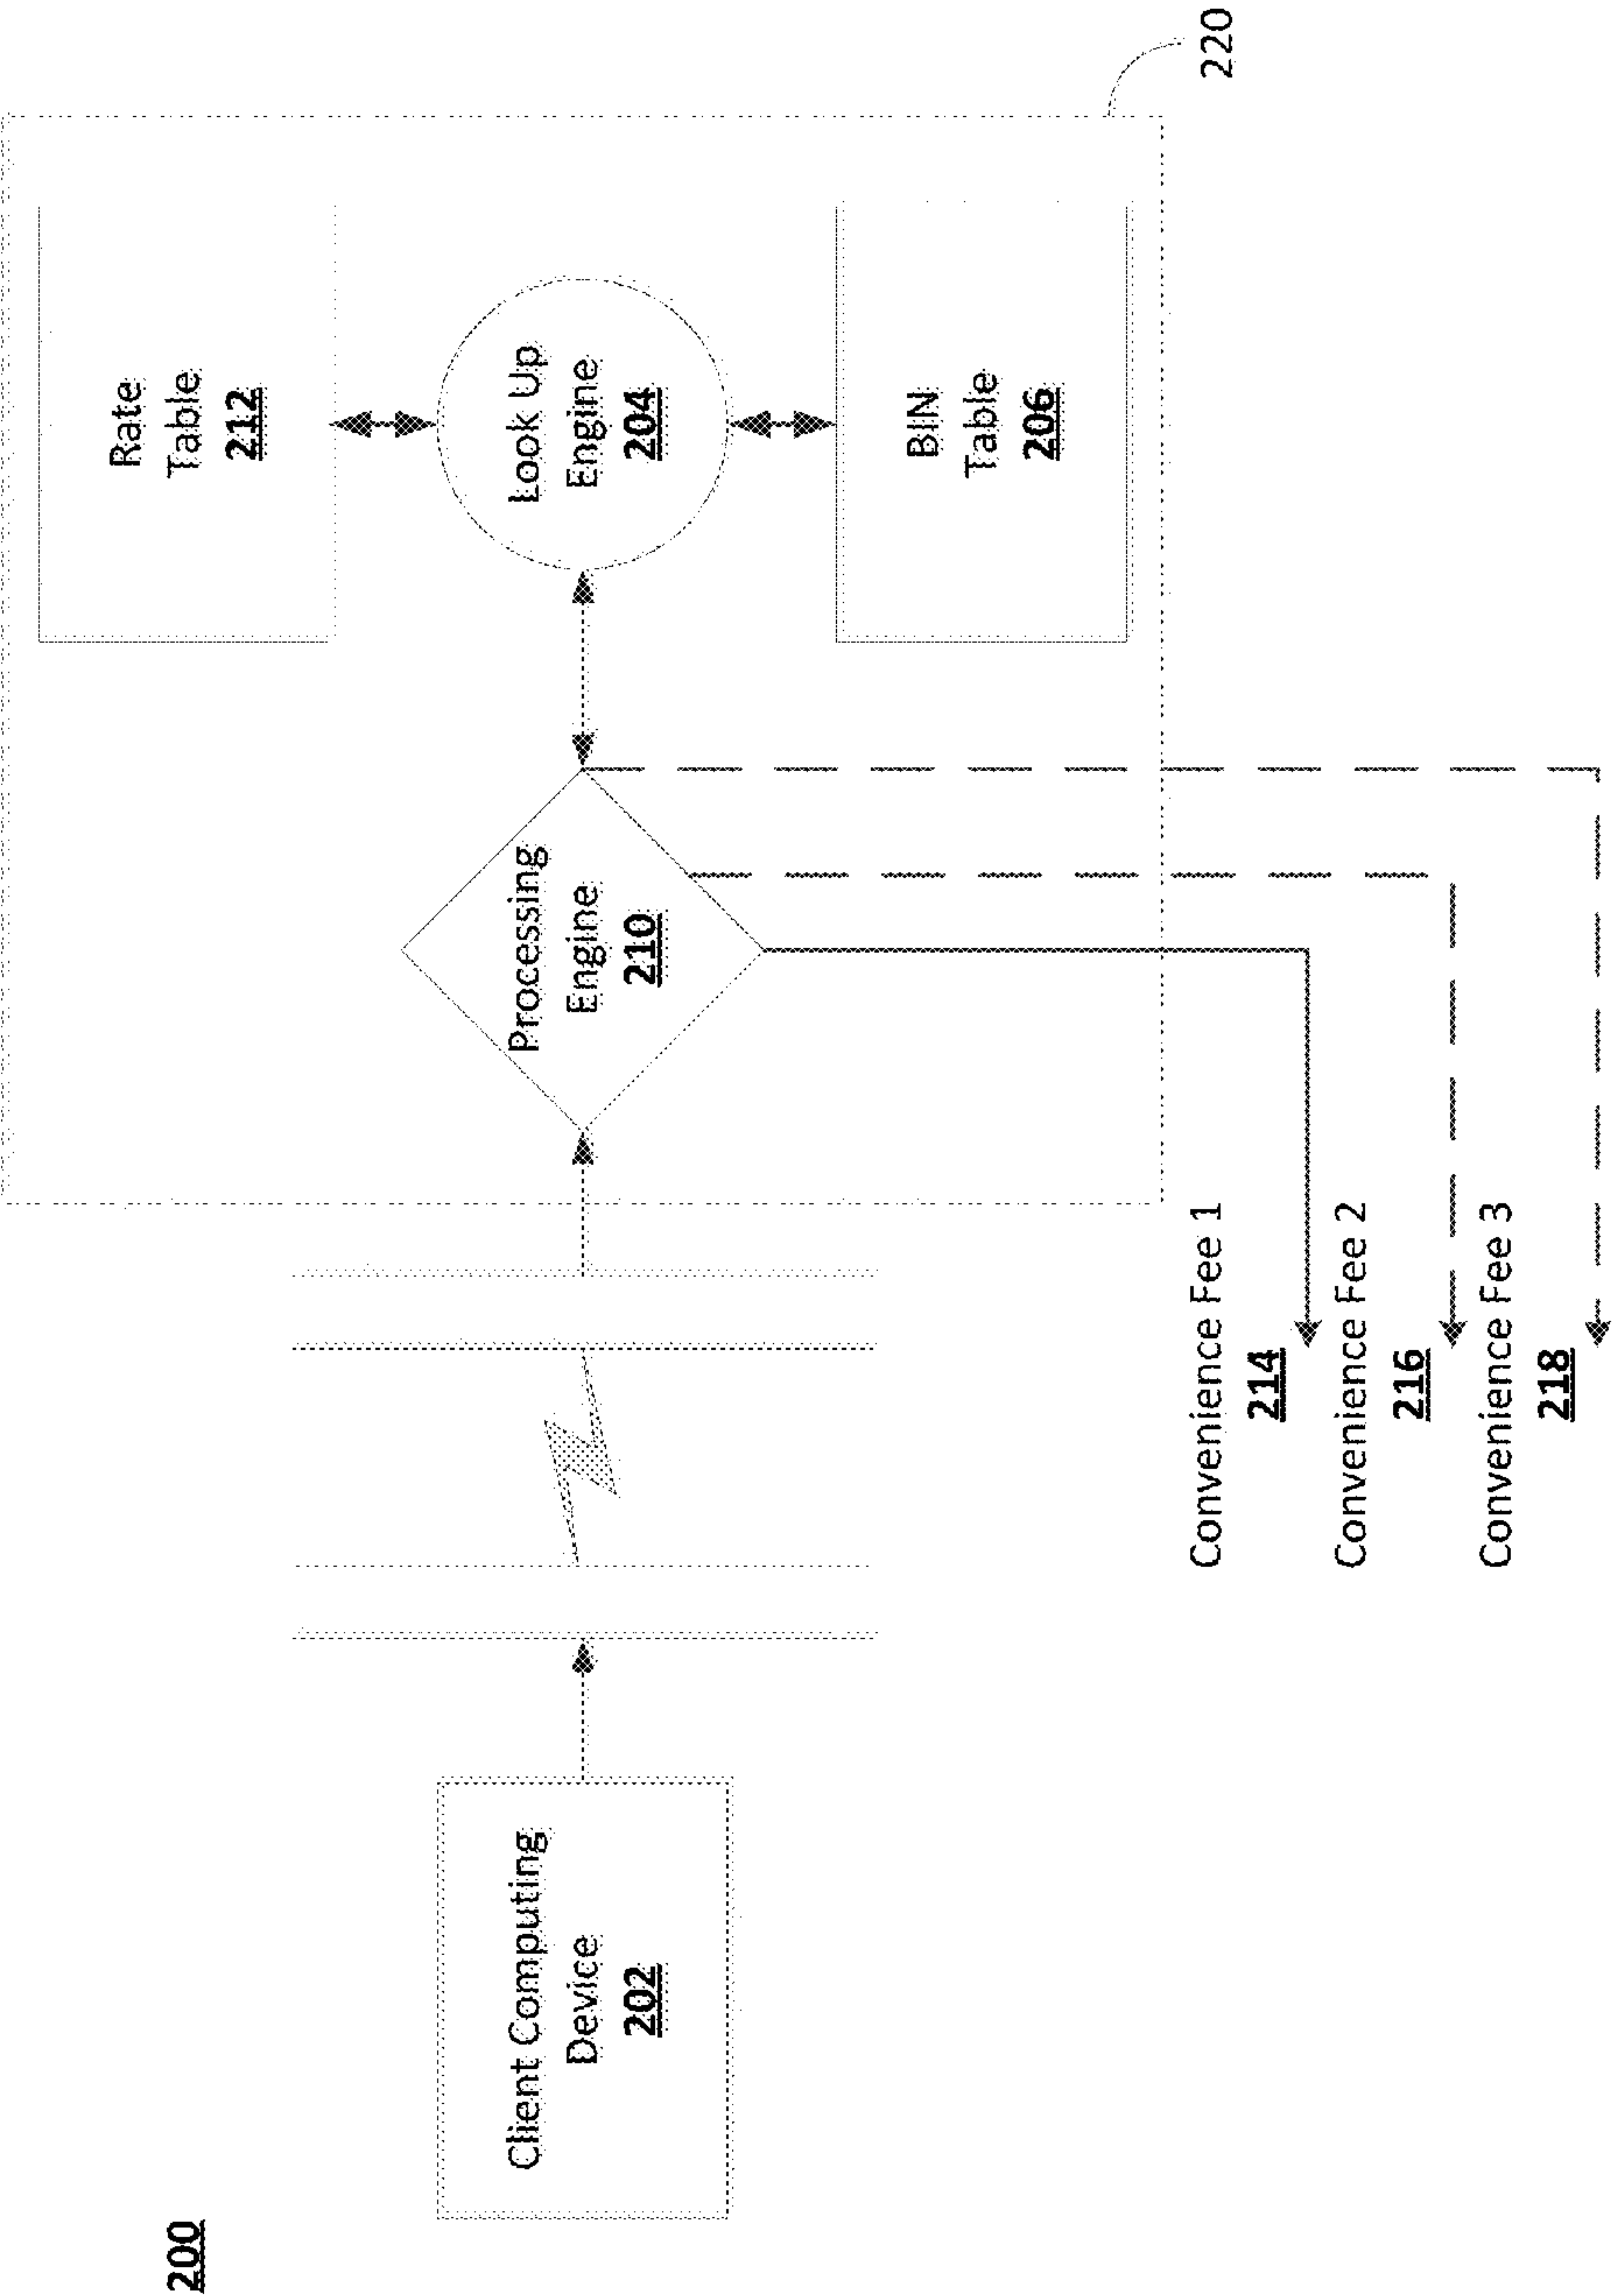 200
Client Computing
Device
202
Processing
Engine
210
Rate
Table
212
Look Up
Engine
204
BIN
Table
206
220
Convenience Fee 1
214
Convenience Fee 2
216
Convenience Fee 3
218